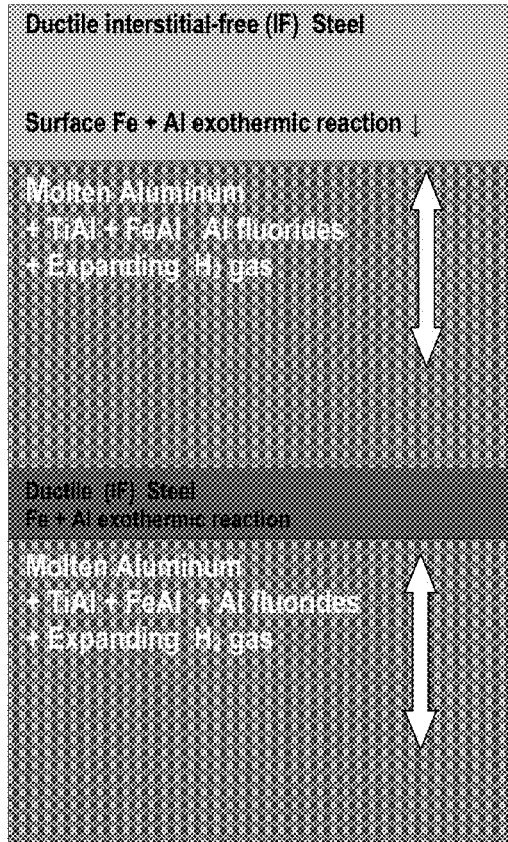 Ductile interstitial-free (IF) Steel
Surface Fe + Al exothermic reaction ↓
Molten Aluminum
+ TiAl + FeAl Al fluorides
+ Expanding H₂ gas
Ductile (IF) Steel
Fe + Al exothermic reaction
Molten Aluminum
+ TiAl + FeAl + Al fluorides
+ Expanding H₂ gas